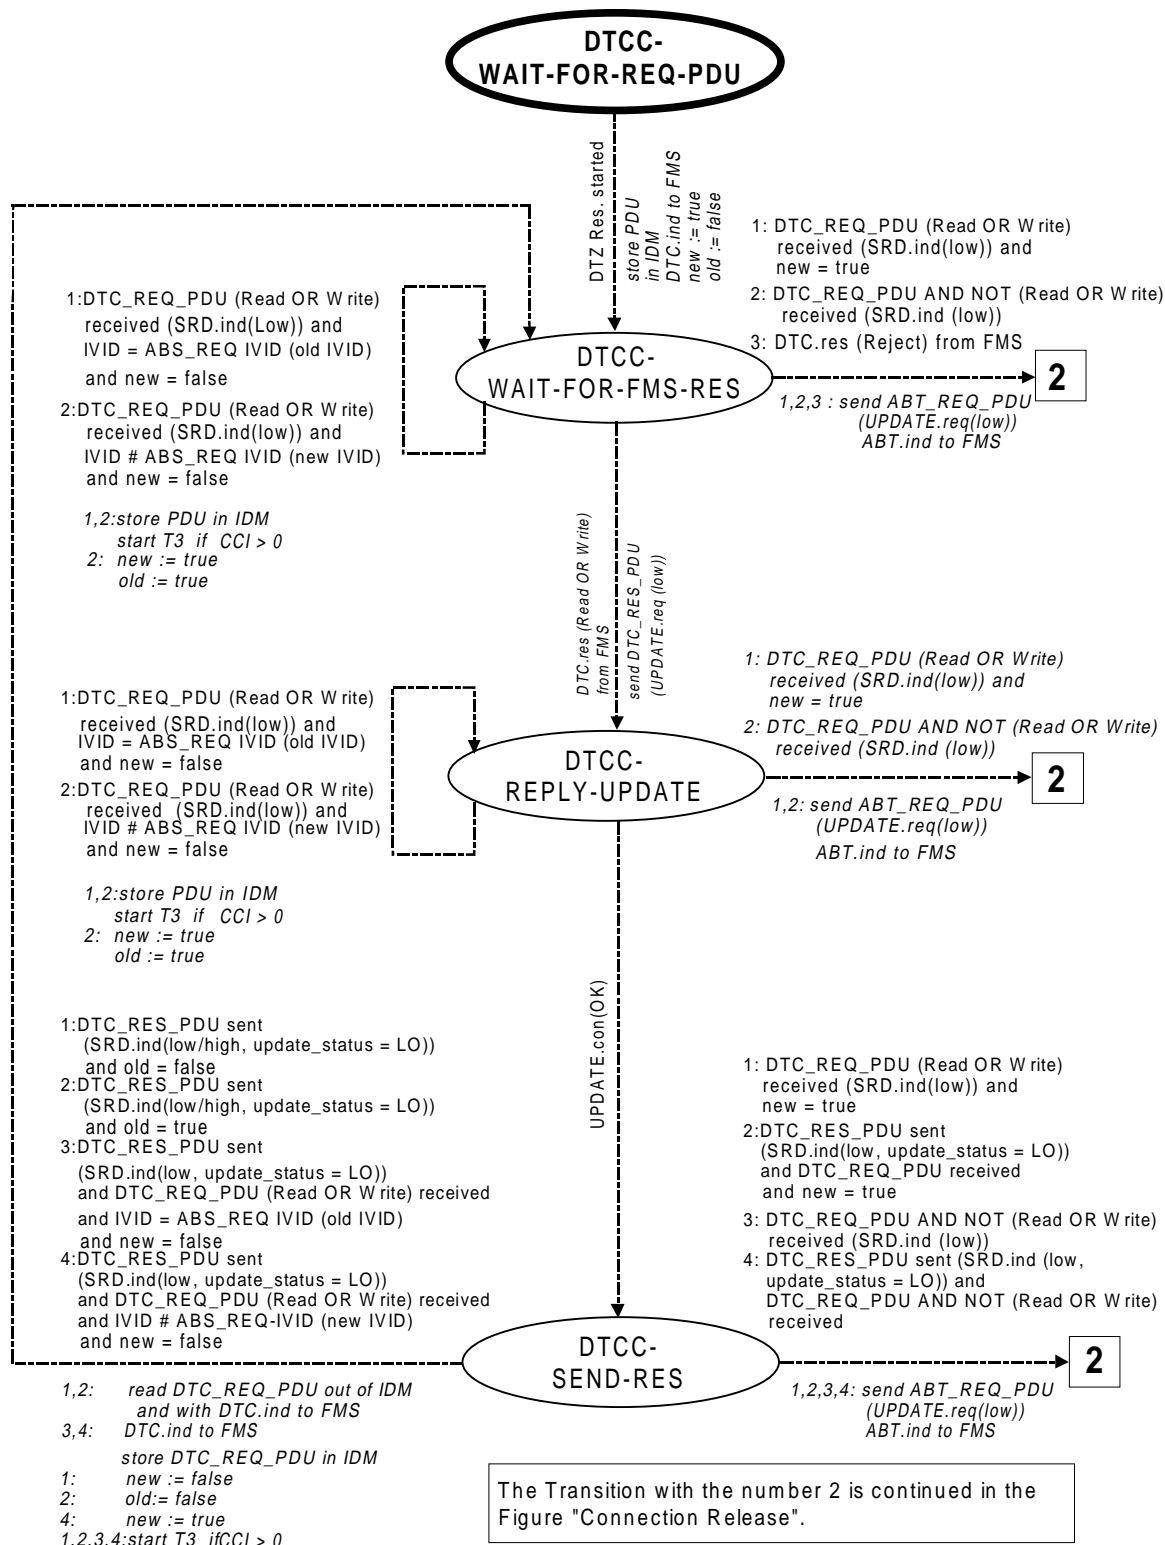 DTCC-
WAIT-FOR-REQ-PDU
DTZ Res. started
store PDU
in IDM
DTC.ind to FMS
new := true
old := false
1: DTC_REQ_PDU (Read OR Write)
received (SRD.ind(low)) and
new = true
2: DTC_REQ_PDU AND NOT (Read OR Write)
received (SRD.ind (low))
3: DTC.res (Reject) from FMS
1:DTC_REQ_PDU (Read OR Write)
received (SRD.ind(Low)) and
IVID = ABS_REQ IVID (old IVID)
and new = false
2:DTC_REQ_PDU (Read OR Write)
received (SRD.ind(low)) and
IVID # ABS_REQ IVID (new IVID)
and new = false
1,2:store PDU in IDM
start T3 if CCI > 0
2: new := true
old := true
DTCC-
WAIT-FOR-FMS-RES
2
1,2,3 : send ABT_REQ_PDU
(UPDATE.req(low))
ABT.ind to FMS
DTC.res (Read OR Write)
from FMS
send DTC_RES_PDU
(UPDATE.req (low))
1: DTC_REQ_PDU (Read OR Write)
received (SRD.ind(low)) and
new = true
2: DTC_REQ_PDU AND NOT (Read OR Write)
received (SRD.ind (low))
1:DTC_REQ_PDU (Read OR Write)
received (SRD.ind(low)) and
IVID = ABS_REQ IVID (old IVID)
and new = false
2:DTC_REQ_PDU (Read OR Write)
received (SRD.ind(low)) and
IVID # ABS_REQ IVID (new IVID)
and new = false
1,2:store PDU in IDM
start T3 if CCI > 0
2: new := true
old := true
DTCC-
REPLY-UPDATE
2
1,2: send ABT_REQ_PDU
(UPDATE.req(low))
ABT.ind to FMS
UPDATE.con(OK)
1:DTC_RES_PDU sent
(SRD.ind(low/high, update_status = LO))
and old = false
2:DTC_RES_PDU sent
(SRD.ind(low/high, update_status = LO))
and old = true
3:DTC_RES_PDU sent
(SRD.ind(low, update_status = LO))
and DTC_REQ_PDU (Read OR Write) received
and IVID = ABS_REQ IVID (old IVID)
and new = false
4:DTC_RES_PDU sent
(SRD.ind(low, update_status = LO))
and DTC_REQ_PDU (Read OR Write) received
and IVID # ABS_REQ-IVID (new IVID)
and new = false
1: DTC_REQ_PDU (Read OR Write)
received (SRD.ind(low)) and
new = true
2:DTC_RES_PDU sent
(SRD.ind(low, update_status = LO))
and DTC_REQ_PDU received
and new = true
3: DTC_REQ_PDU AND NOT (Read OR Write)
received (SRD.ind (low))
4: DTC_RES_PDU sent (SRD.ind (low,
update_status = LO)) and
DTC_REQ_PDU AND NOT (Read OR Write)
received
DTCC-
SEND-RES
2
1,2,3,4: send ABT_REQ_PDU
(UPDATE.req(low))
ABT.ind to FMS
1,2: read DTC_REQ_PDU out of IDM
and with DTC.ind to FMS
3,4: DTC.ind to FMS
store DTC_REQ_PDU in IDM
1: new := false
2: old:= false
4: new := true
1,2,3,4:start T3 ifCCI > 0
The Transition with the number 2 is continued in the
Figure "Connection Release".